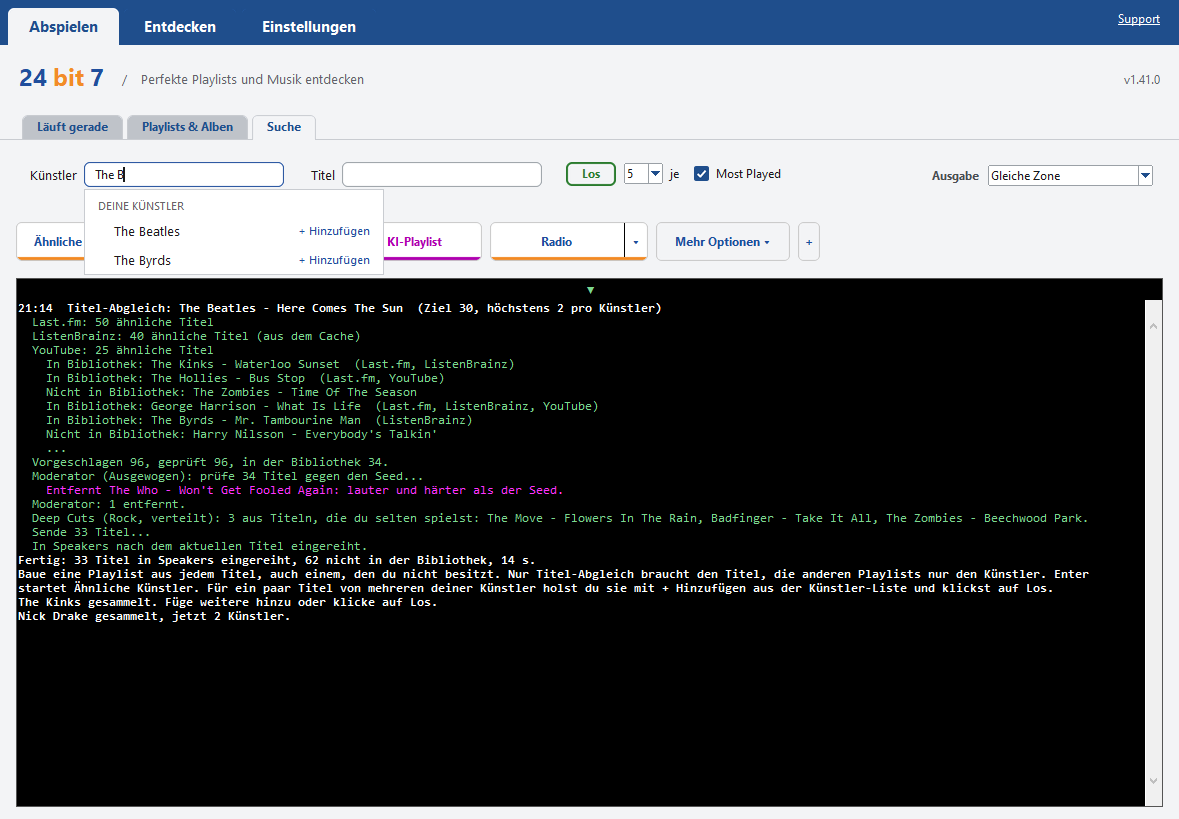 Abspielen Entdecken Einstellungen Support
24 bit 7 / Perfekte Playlists und Musik entdecken v1.41.0
Läuft gerade Playlists & Alben Suche
Künstler The B Titel Los 5 je Most Played Ausgabe Gleiche Zone
DEINE KÜNSTLER
The Beatles + Hinzufügen
The Byrds + Hinzufügen
Ähnliche KI-Playlist Radio Mehr Optionen +
21:14 Titel-Abgleich: The Beatles - Here Comes The Sun (Ziel 30, höchstens 2 pro Künstler)
Last.fm: 50 ähnliche Titel
ListenBrainz: 40 ähnliche Titel (aus dem Cache)
YouTube: 25 ähnliche Titel
In Bibliothek: The Kinks - Waterloo Sunset (Last.fm, ListenBrainz)
In Bibliothek: The Hollies - Bus Stop (Last.fm, YouTube)
Nicht in Bibliothek: The Zombies - Time Of The Season
In Bibliothek: George Harrison - What Is Life (Last.fm, ListenBrainz, YouTube)
In Bibliothek: The Byrds - Mr. Tambourine Man (ListenBrainz)
Nicht in Bibliothek: Harry Nilsson - Everybody's Talkin'
...
Vorgeschlagen 96, geprüft 96, in der Bibliothek 34.
Moderator (Ausgewogen): prüfe 34 Titel gegen den Seed...
Entfernt The Who - Won't Get Fooled Again: lauter und härter als der Seed.
Moderator: 1 entfernt.
Deep Cuts (Rock, verteilt): 3 aus Titeln, die du selten spielst: The Move - Flowers In The Rain, Badfinger - Take It All, The Zombies - Beechwood Park.
Sende 33 Titel...
In Speakers nach dem aktuellen Titel eingereiht.
Fertig: 33 Titel in Speakers eingereiht, 62 nicht in der Bibliothek, 14 s.
Baue eine Playlist aus jedem Titel, auch einem, den du nicht besitzt. Nur Titel-Abgleich braucht den Titel, die anderen Playlists nur den Künstler. Enter
startet Ähnliche Künstler. Für ein paar Titel von mehreren deiner Künstler holst du sie mit + Hinzufügen aus der Künstler-Liste und klickst auf Los.
The Kinks gesammelt. Füge weitere hinzu oder klicke auf Los.
Nick Drake gesammelt, jetzt 2 Künstler.